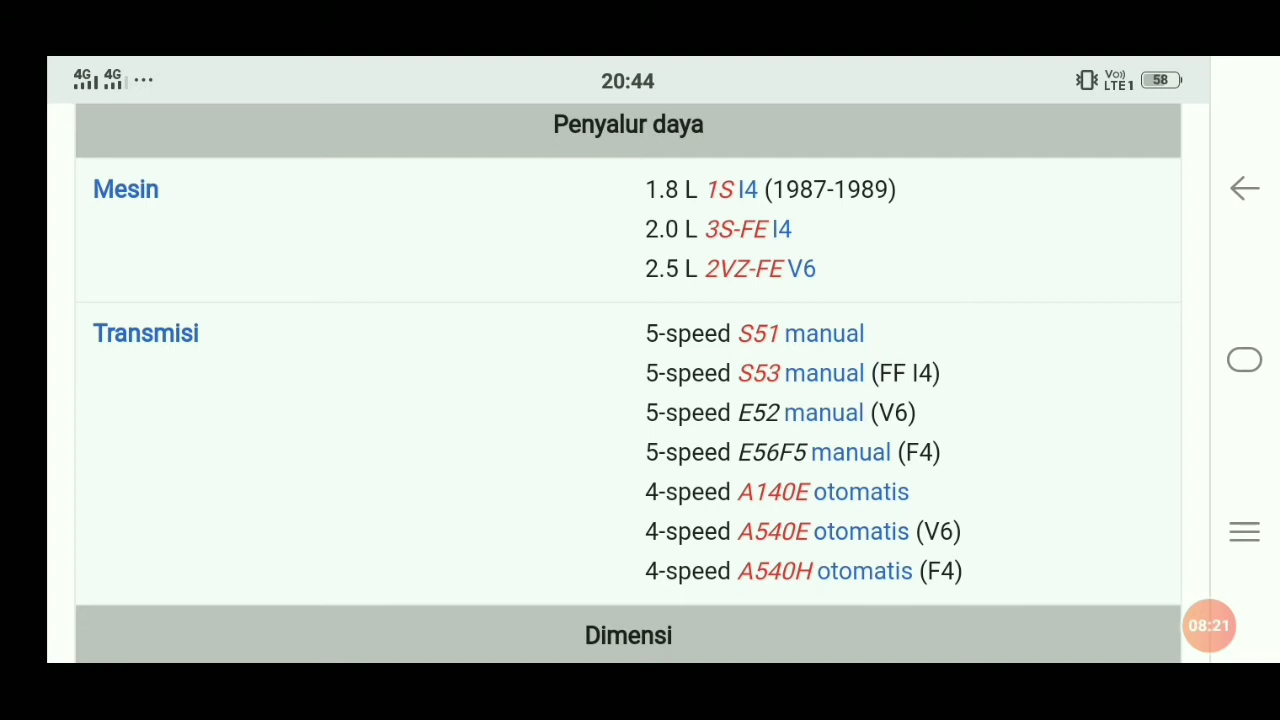 4G 4G ... 20:44 Vo)) LTE 1 58
Penyalur daya
Mesin
1.8 L 1S I4 (1987-1989)
2.0 L 3S-FE I4
2.5 L 2VZ-FE V6
Transmisi
5-speed S51 manual
5-speed S53 manual (FF I4)
5-speed E52 manual (V6)
5-speed E56F5 manual (F4)
4-speed A140E otomatis
4-speed A540E otomatis (V6)
4-speed A540H otomatis (F4)
08:21
Dimensi